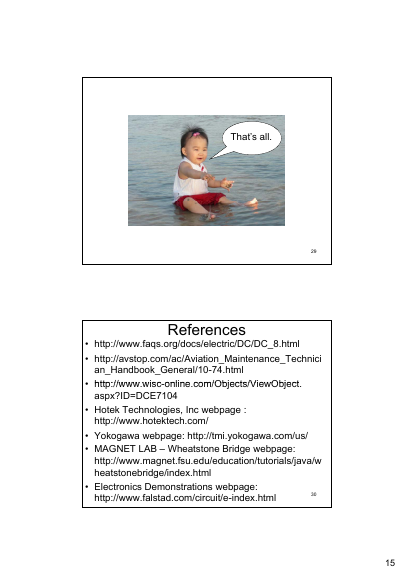 That's all.
29
References
• http://www.faqs.org/docs/electric/DC/DC_8.html
• http://avstop.com/ac/Aviation_Maintenance_Technici
an_Handbook_General/10-74.html
• http://www.wisc-online.com/Objects/ViewObject.
aspx?ID=DCE7104
• Hotek Technologies, Inc webpage :
http://www.hotektech.com/
• Yokogawa webpage: http://tmi.yokogawa.com/us/
• MAGNET LAB – Wheatstone Bridge webpage:
http://www.magnet.fsu.edu/education/tutorials/java/w
heatstonebridge/index.html
• Electronics Demonstrations webpage:
http://www.falstad.com/circuit/e-index.html
30
15